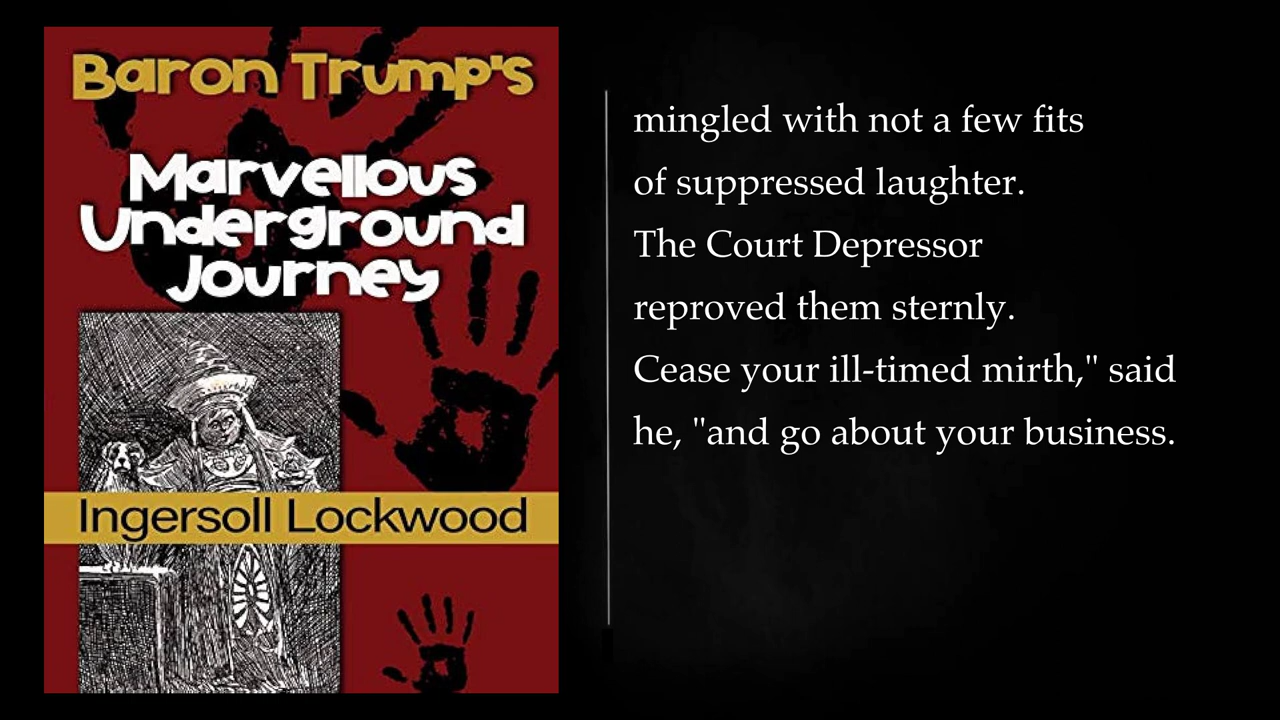 Baron Trump's
Marvellous
Underground
Journey
Ingersoll Lockwood
mingled with not a few fits
of suppressed laughter.
The Court Depressor
reproved them sternly.
Cease your ill-timed mirth," said
he, "and go about your business.